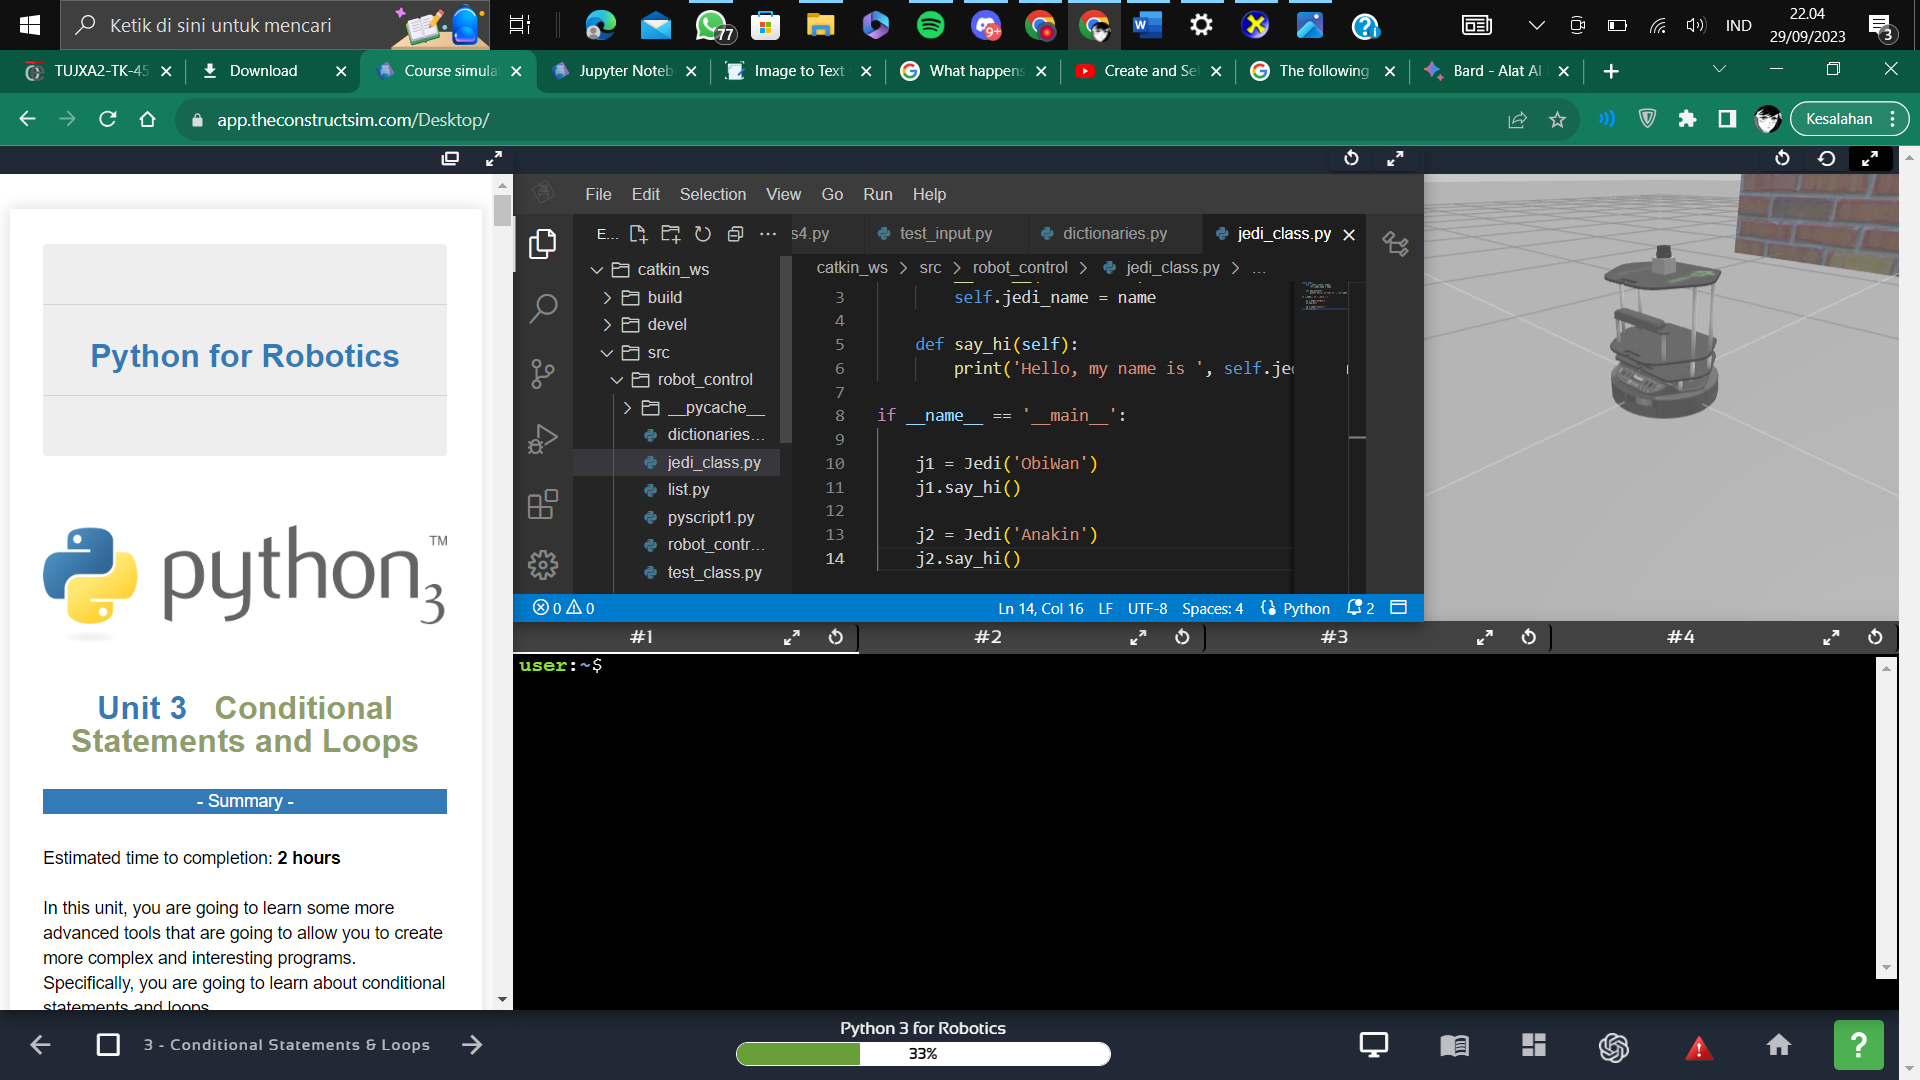 Ketik di sini untuk mencari
77
9+
IND
22.04
29/09/2023
3
TUJXA2-TK-45
Download
Course simula
Jupyter Noteb
Image to Text
What happens
Create and Se
The following
Bard - Alat AI
app.theconstructsim.com/Desktop/
Kesalahan
Python for Robotics
python 3
TM
Unit 3 Conditional
Statements and Loops
- Summary -
Estimated time to completion: 2 hours
In this unit, you are going to learn some more
advanced tools that are going to allow you to create
more complex and interesting programs.
Specifically, you are going to learn about conditional
statements and loops.
File Edit Selection View Go Run Help
E...
catkin_ws
build
devel
src
robot_control
__pycache__
dictionaries...
jedi_class.py
list.py
pyscript1.py
robot_contr...
test_class.py
s4.py
test_input.py
dictionaries.py
jedi_class.py
catkin_ws > src > robot_control > jedi_class.py > ...
3 self.jedi_name = name
4
5 def say_hi(self):
6 print('Hello, my name is ', self.je
7
8 if __name__ == '__main__':
9
10 j1 = Jedi('ObiWan')
11 j1.say_hi()
12
13 j2 = Jedi('Anakin')
14 j2.say_hi()
0 0
Ln 14, Col 16 LF UTF-8 Spaces: 4 Python 2
#1 #2 #3 #4
user:~$
3 - Conditional Statements & Loops
Python 3 for Robotics
33%
?